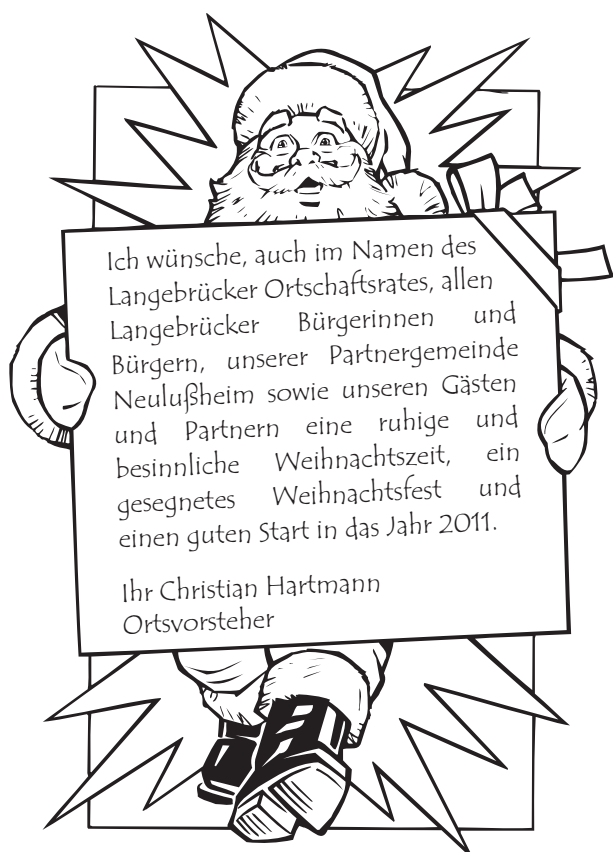 Ich wünsche, auch im Namen des
Langebrücker Ortschaftsrates, allen
Langebrücker Bürgerinnen und
Bürgern, unserer Partnergemeinde
Neulußheim sowie unseren Gästen
und Partnern eine ruhige und
besinnliche Weihnachtszeit, ein
gesegnetes Weihnachtsfest und
einen guten Start in das Jahr 2011.
Ihr Christian Hartmann
Ortsvorsteher